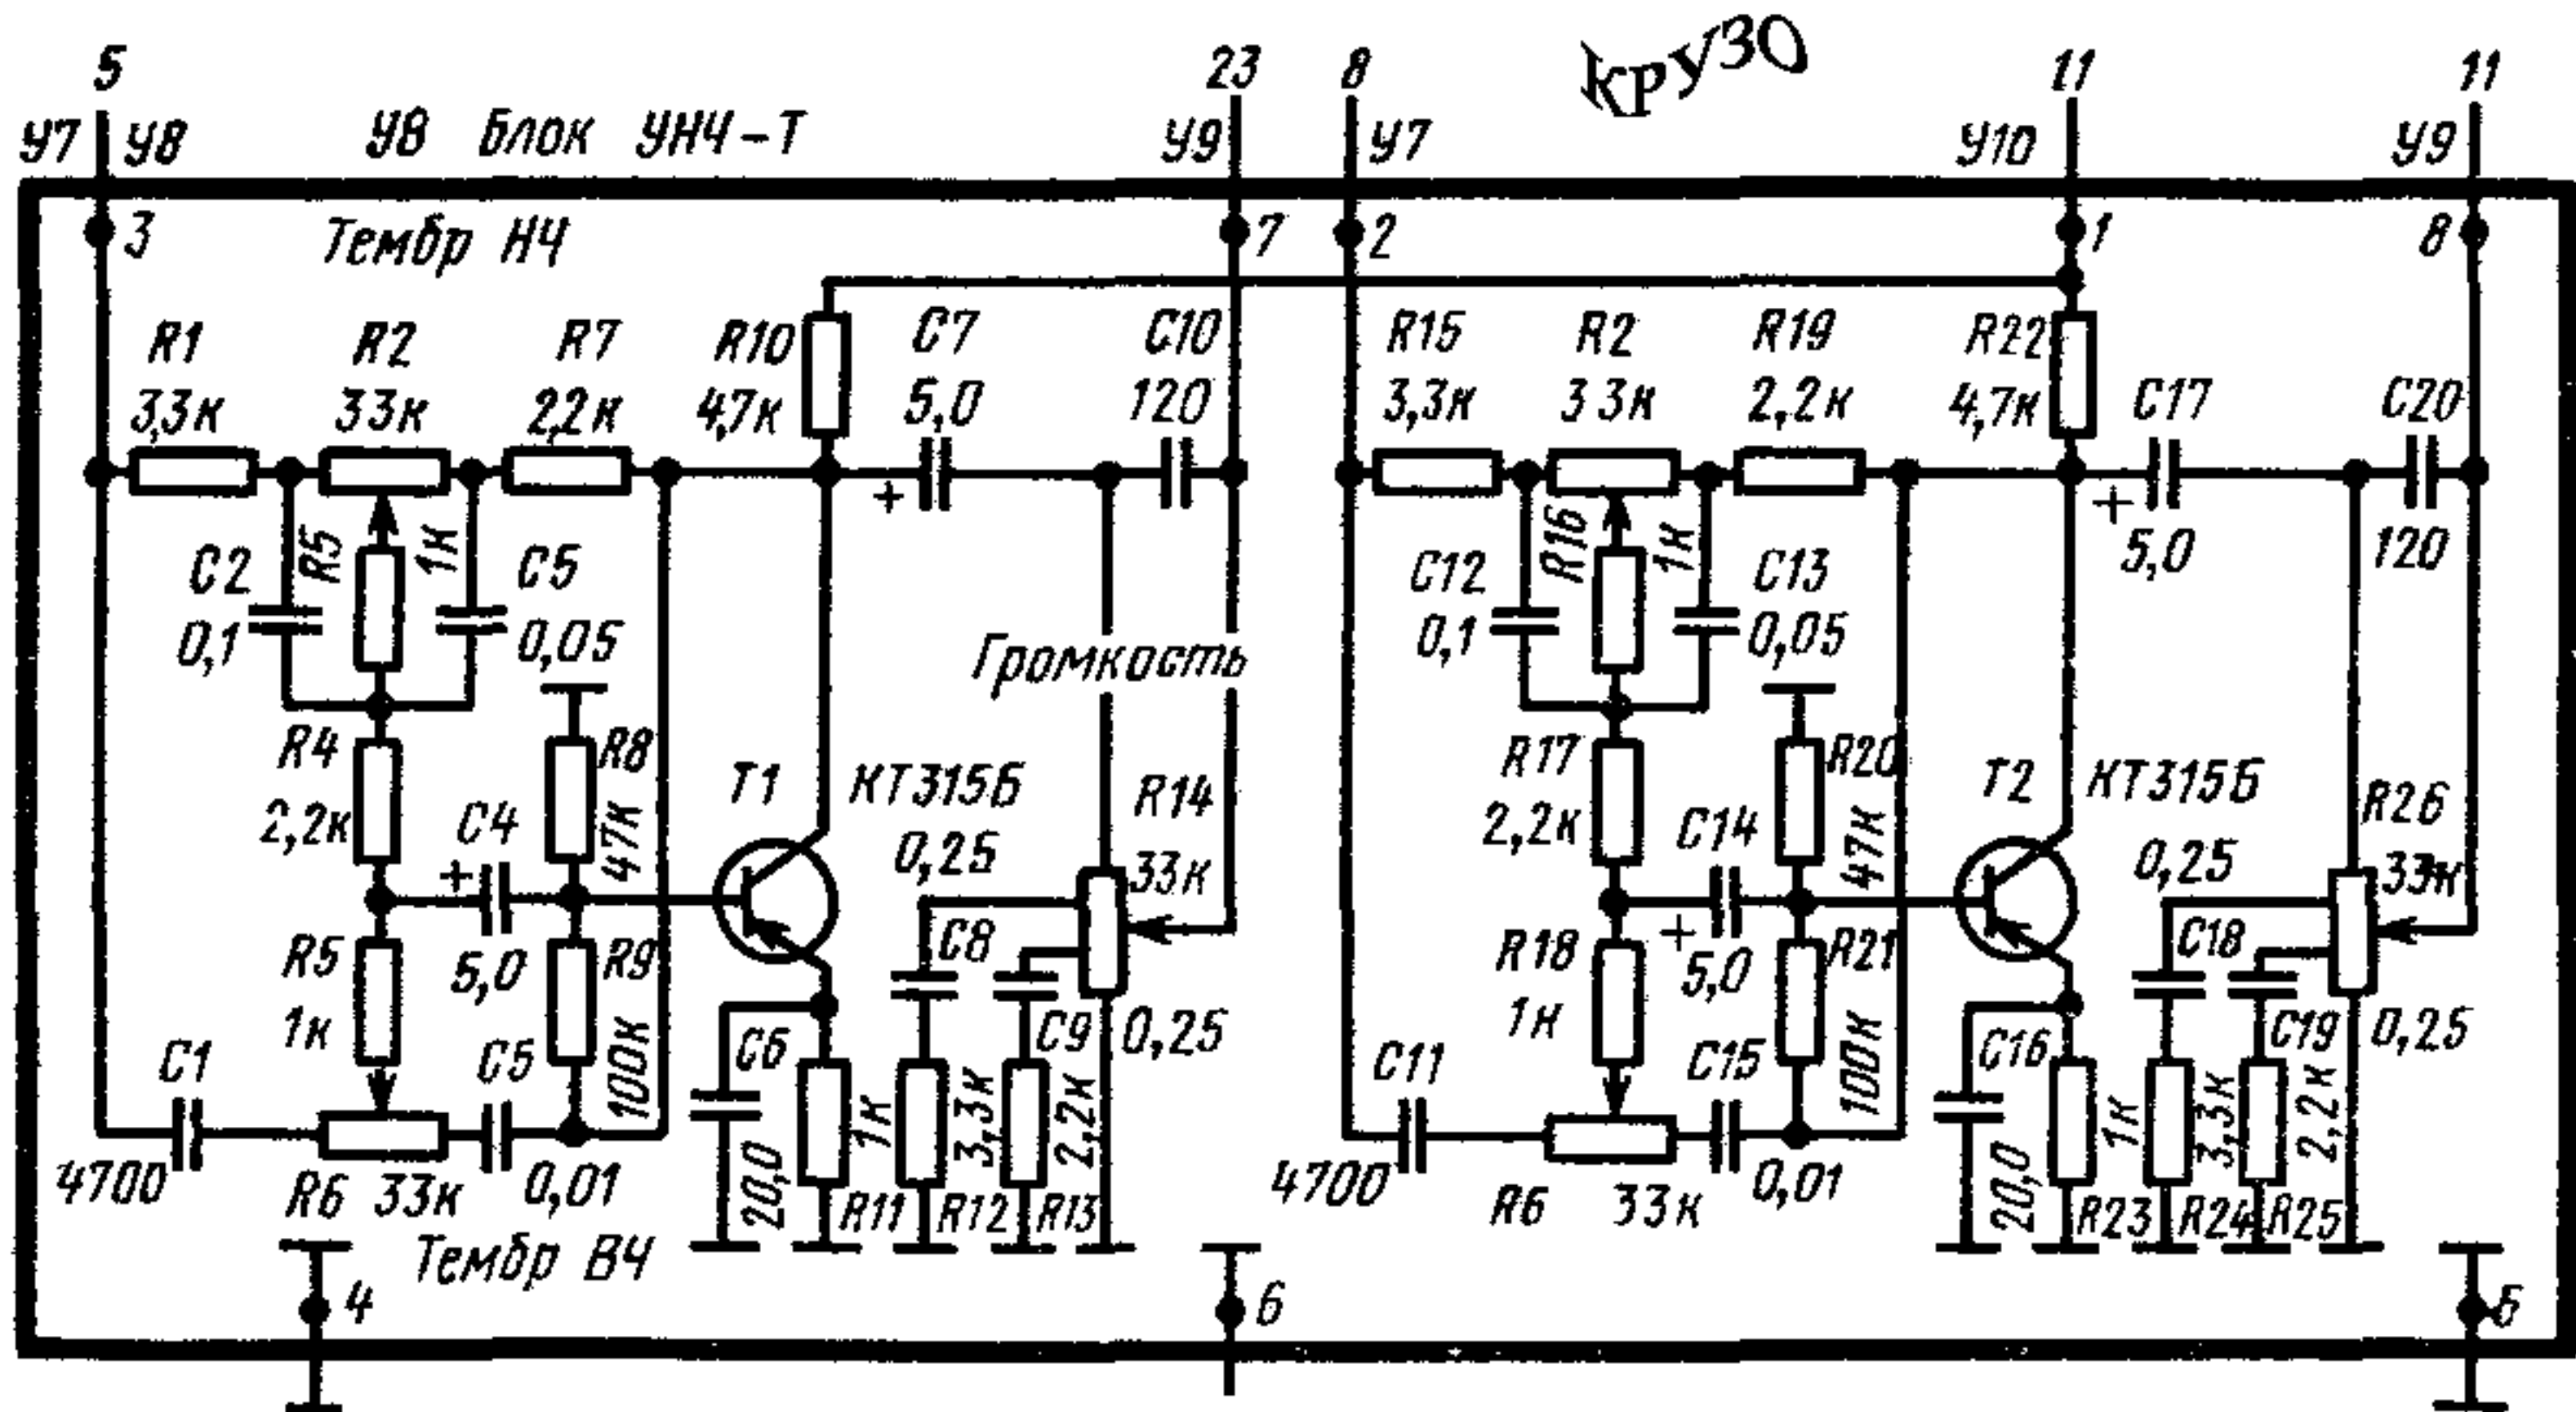 5 23 8 КРУЗО 11 11
У7 У8 У8 Блок УНЧ-Т У9 У7 У10 У9
3 Тембр НЧ 7 2 1 8
R1 R2 R7 R10 C7 C10 R15 R2 R19 R22 C17 C20
3,3к 33к 2,2к 4,7к 5,0 120 3,3к 33к 2,2к 4,7к
+ + 5,0 120
C2 R5 1к C5 C12 R16 1к C13
0,1 0,05 0,1 0,05
Громкость
R4 R8 T1 КТ315Б R14 R17 R20 T2 КТ315Б R26
2,2к C4 47к 0,25 33к 2,2к C14 47к 0,25 33к
+ +
R5 5,0 R9 C8 R18 5,0 R21 C18
1к C6 C9 0,25 1к C16 C19 0,25
C1 C5 100к 1к 3,3к 2,2к C11 C15 100к 1к 3,3к 2,2к
4700 R6 33к 0,01 20,0 R11 R12 R13 4700 R6 33к 0,01 20,0 R23 R24 R25
Тембр ВЧ
4 6 5